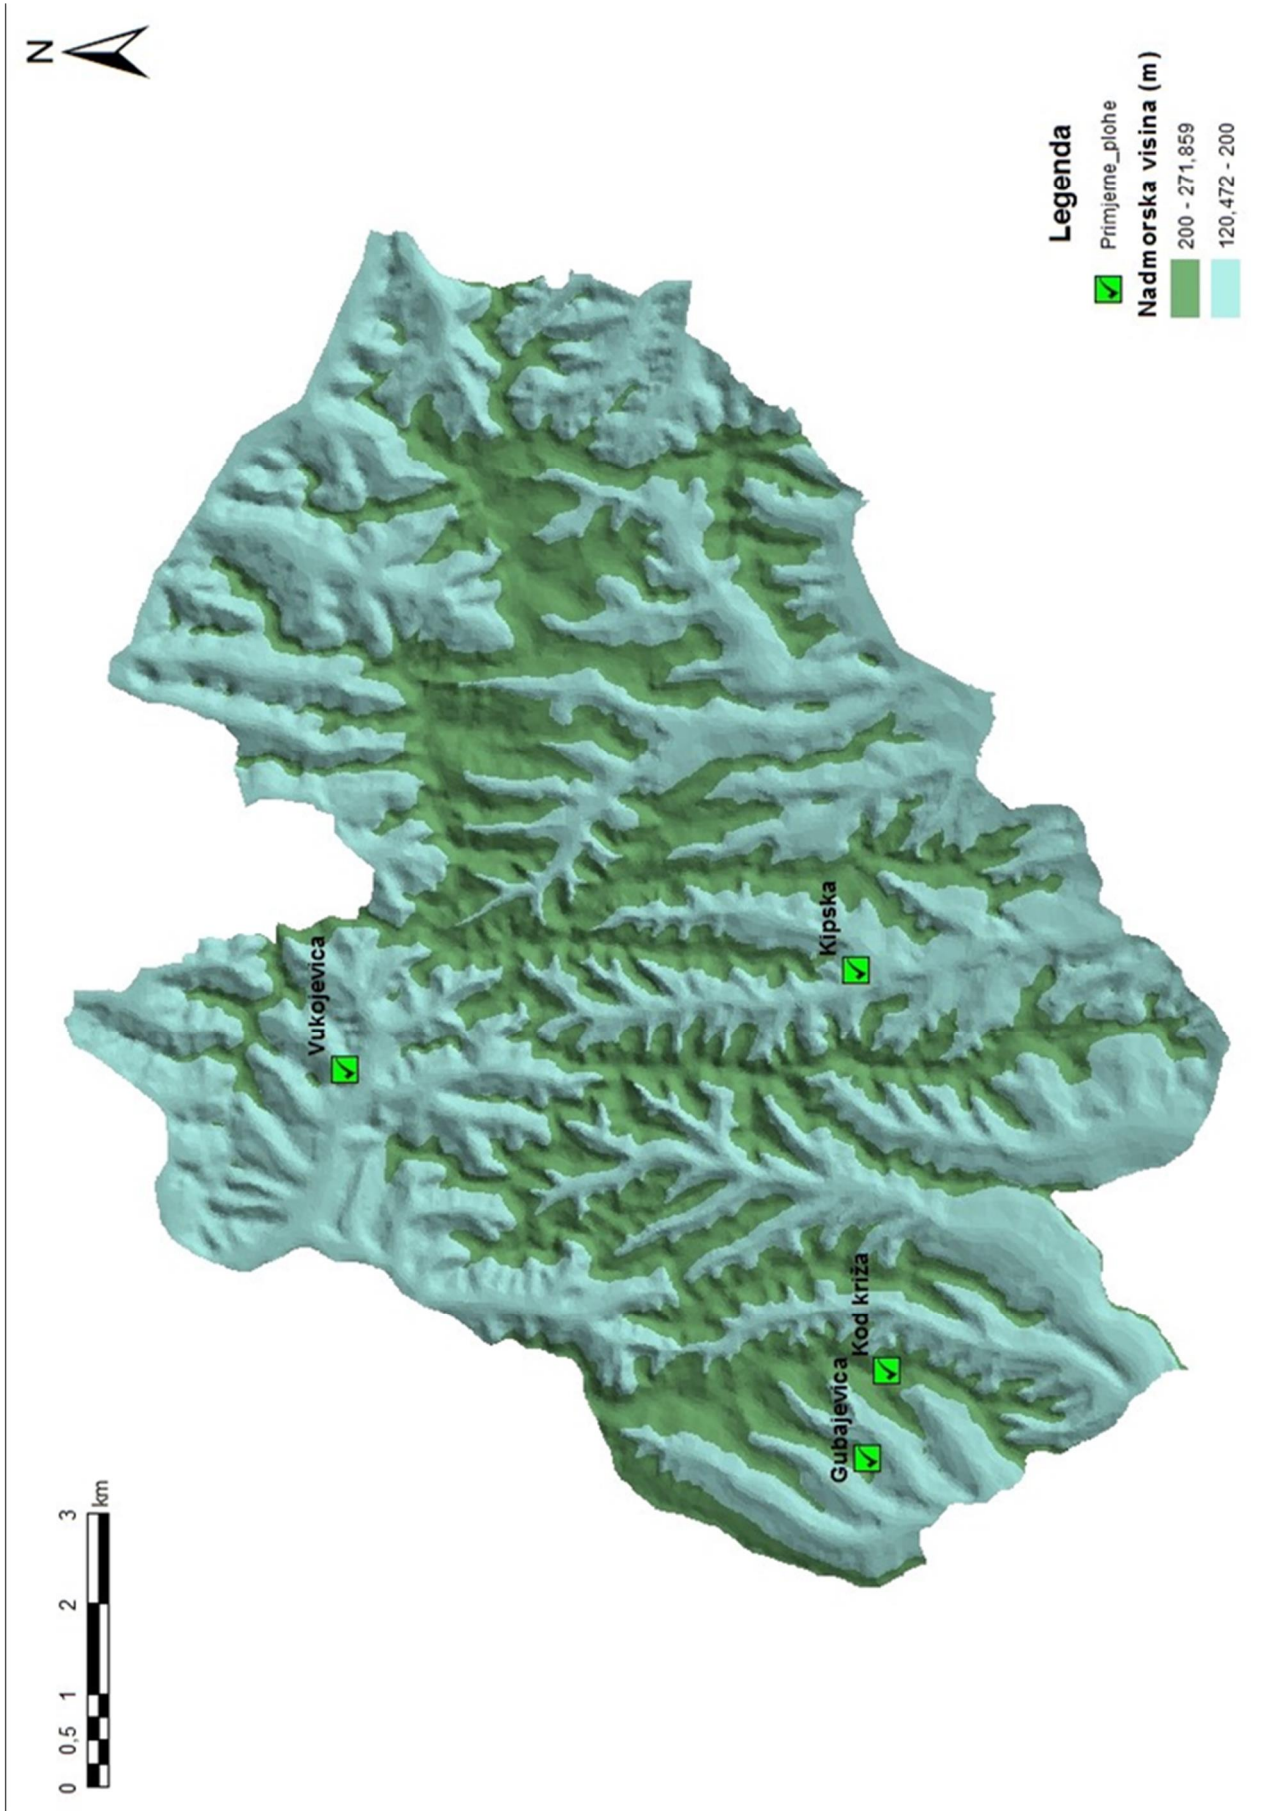 N
Vukojevica
Kipska
Kod križa
Gubajevica
0 0,5 1 2 3
km
Legenda
Primjerne_plohe
Nadmorska visina (m)
200 - 271,859
120,472 - 200